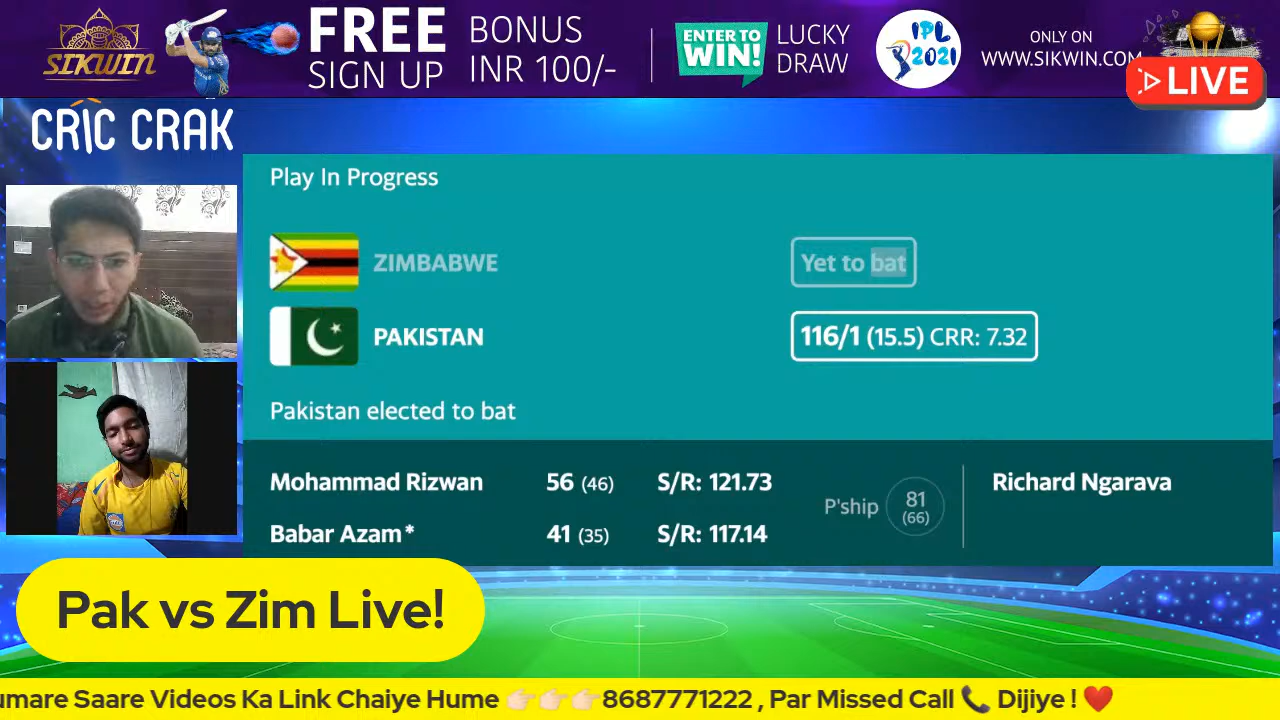 SIKWIN
FREE
SIGN UP
BONUS
INR 100/-
ENTER TO
WIN!
LUCKY
DRAW
IPL
2021
ONLY ON
WWW.SIKWIN.COM
LIVE
CRIC CRAK
Play In Progress
ZIMBABWE
Yet to bat
PAKISTAN
116/1 (15.5) CRR: 7.32
Pakistan elected to bat
Mohammad Rizwan 56 (46) S/R: 121.73
Babar Azam* 41 (35) S/R: 117.14
P'ship 81
(66)
Richard Ngarava
Pak vs Zim Live!
umare Saare Videos Ka Link Chaiye Hume 👉🏻👉🏻👉🏻8687771222 , Par Missed Call 📞 Dijiye ! ❤️